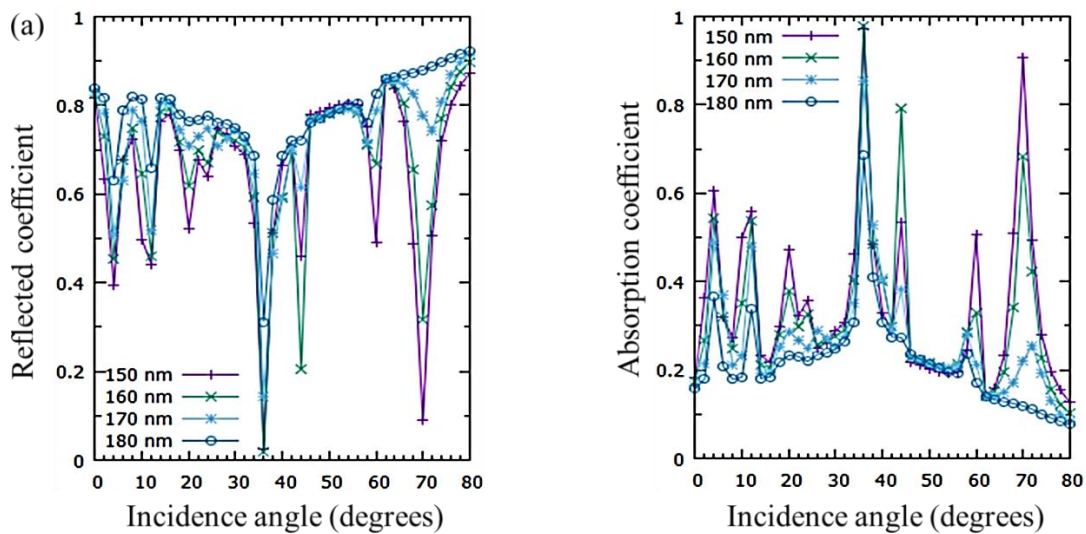 (a)
Reflected coefficient
1
0.8
0.6
0.4
0.2
0
150 nm
160 nm
170 nm
180 nm
0 10 20 30 40 50 60 70 80
Incidence angle (degrees)
Absorption coefficient
1
0.8
0.6
0.4
0.2
0
150 nm
160 nm
170 nm
180 nm
0 10 20 30 40 50 60 70 80
Incidence angle (degrees)